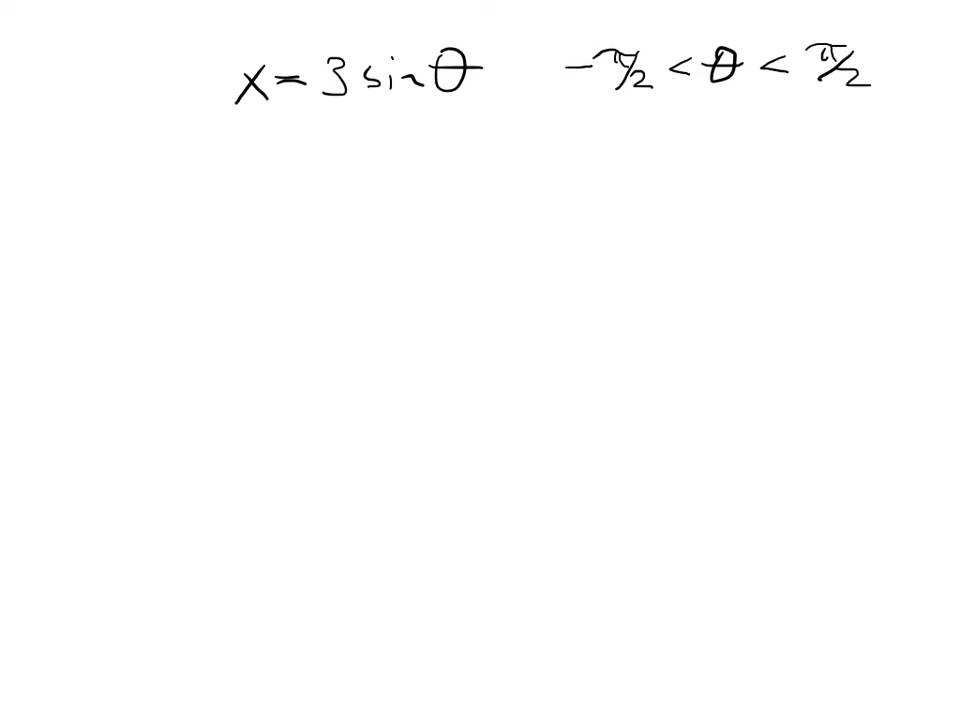 x = 3 sin θ    -π/2 < θ < π/2